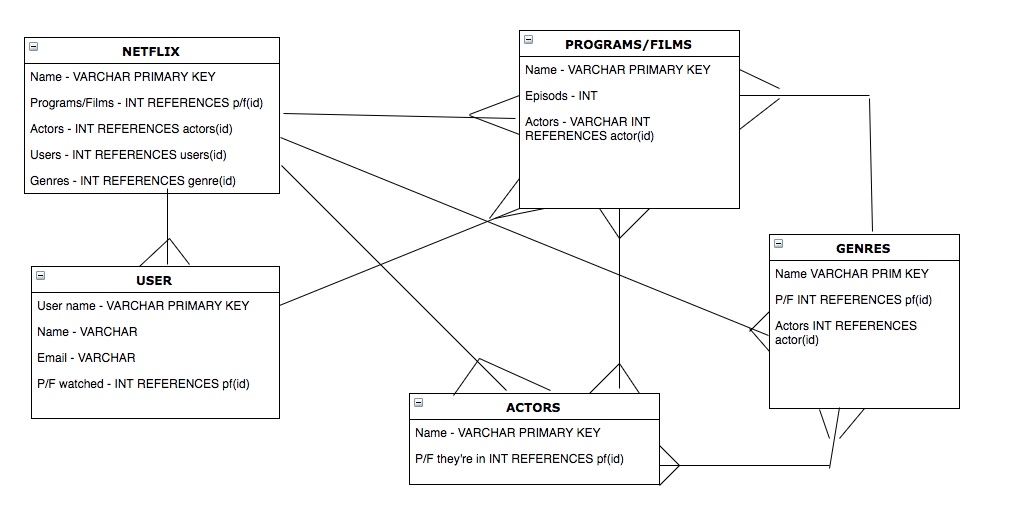 NETFLIX
Name - VARCHAR PRIMARY KEY
Programs/Films - INT REFERENCES p/f(id)
Actors - INT REFERENCES actors(id)
Users - INT REFERENCES users(id)
Genres - INT REFERENCES genre(id)
PROGRAMS/FILMS
Name - VARCHAR PRIMARY KEY
Episods - INT
Actors - VARCHAR INT
REFERENCES actor(id)
USER
User name - VARCHAR PRIMARY KEY
Name - VARCHAR
Email - VARCHAR
P/F watched - INT REFERENCES pf(id)
GENRES
Name VARCHAR PRIM KEY
P/F INT REFERENCES pf(id)
Actors INT REFERENCES
actor(id)
ACTORS
Name - VARCHAR PRIMARY KEY
P/F they're in INT REFERENCES pf(id)